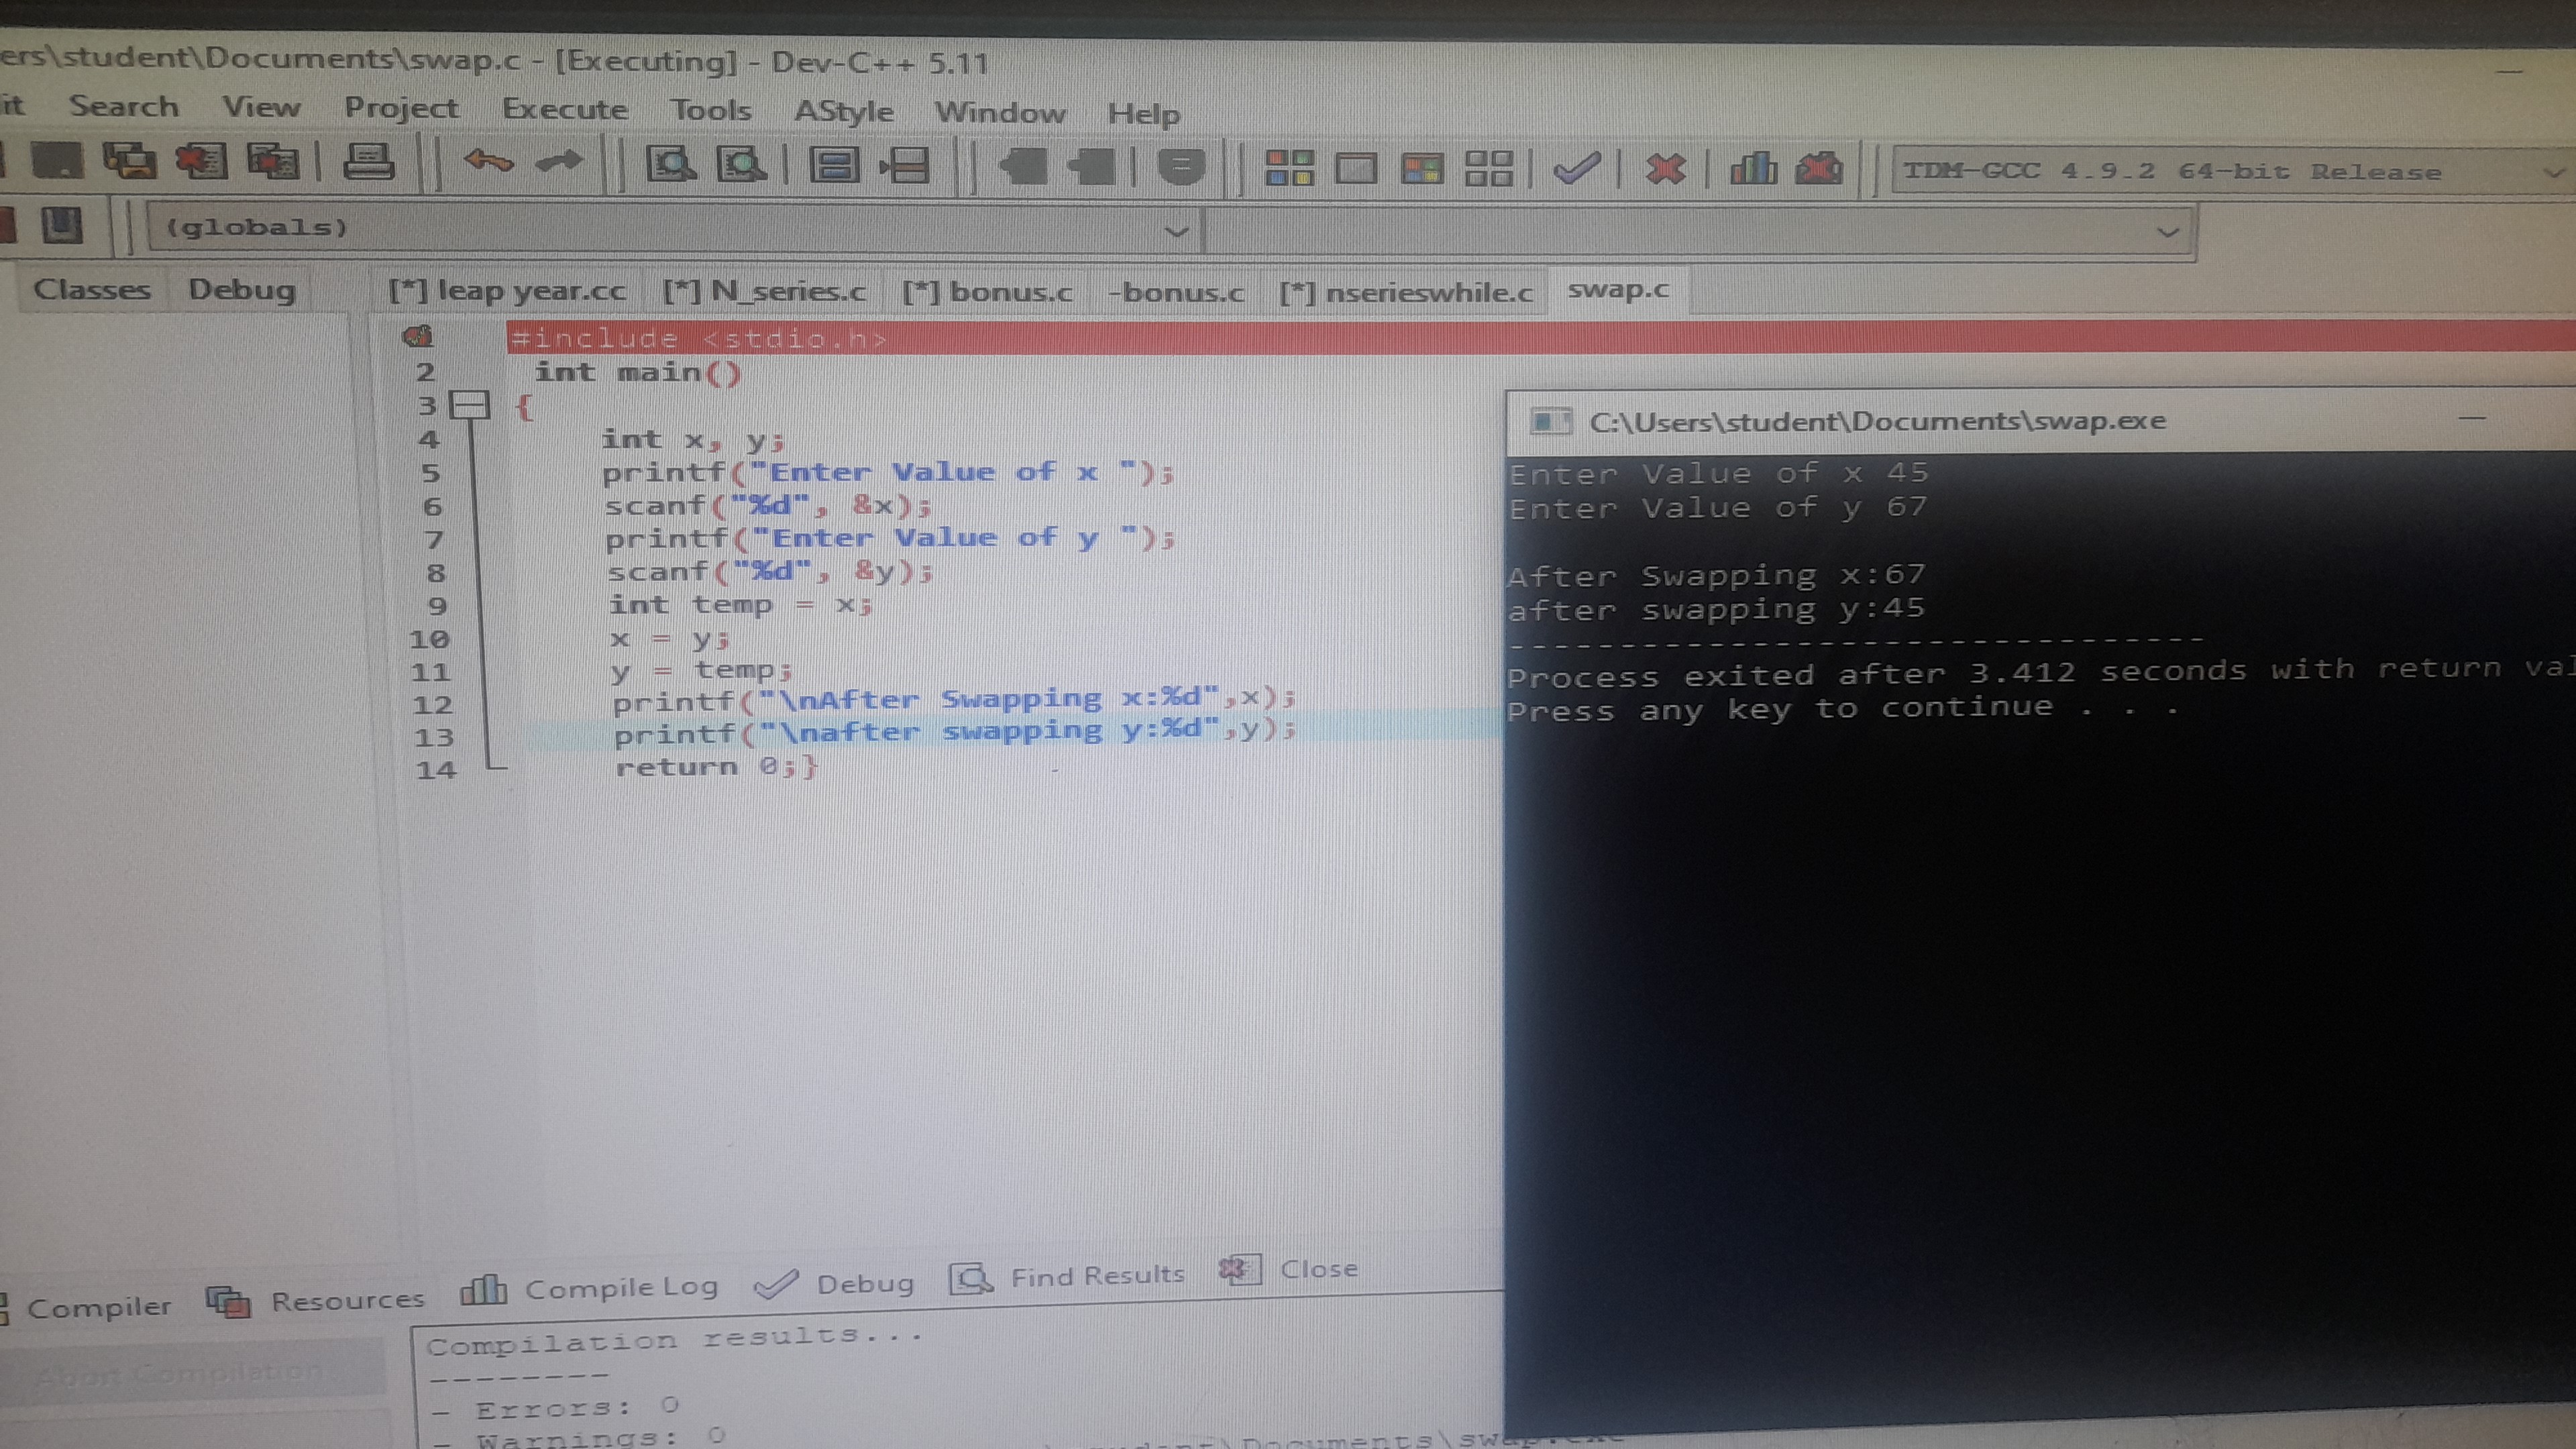 ers\student\Documents\swap.c - [Executing] - Dev-C++ 5.11
it Search View Project Execute Tools AStyle Window Help
TDM-GCC 4.9.2 64-bit Release
(globals)
Classes Debug [*] leap year.cc [*] N_series.c [*] bonus.c -bonus.c [*] nserieswhile.c swap.c
#include <stdio.h>
2 int main()
3 {
4 int x, y;
5 printf("Enter Value of x ");
6 scanf("%d", &x);
7 printf("Enter Value of y ");
8 scanf("%d", &y);
9 int temp = x;
10 x = y;
11 y = temp;
12 printf("\nAfter Swapping x:%d",x);
13 printf("\nafter swapping y:%d",y);
14 return 0;}
C:\Users\student\Documents\swap.exe
Enter Value of x 45
Enter Value of y 67
After Swapping x:67
after swapping y:45
--------------------------------
Process exited after 3.412 seconds with return val
Press any key to continue . . .
Compiler Resources Compile Log Debug Find Results Close
Abort Compilation
Compilation results...
--------
- Errors: 0
- Warnings: 0
\Documents\swap.exe